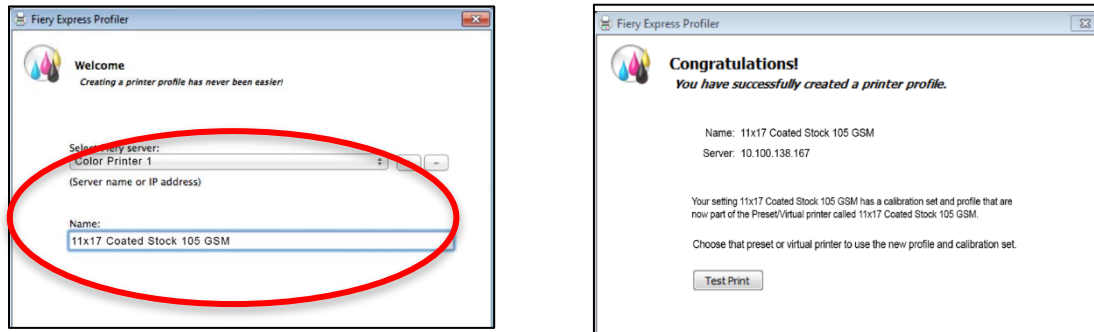 Fiery Express Profiler
Welcome
Creating a printer profile has never been easier!
Select Fiery server:
Color Printer 1
(Server name or IP address)
Name:
11x17 Coated Stock 105 GSM
Fiery Express Profiler
Congratulations!
You have successfully created a printer profile.
Name: 11x17 Coated Stock 105 GSM
Server: 10.100.138.167
Your setting 11x17 Coated Stock 105 GSM has a calibration set and profile that are
now part of the Preset/Virtual printer called 11x17 Coated Stock 105 GSM.
Choose that preset or virtual printer to use the new profile and calibration set.
Test Print